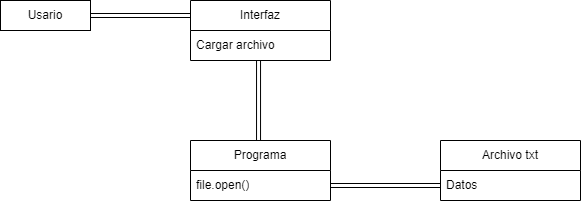 Usario
Interfaz
Cargar archivo
Programa
file.open()
Archivo txt
Datos